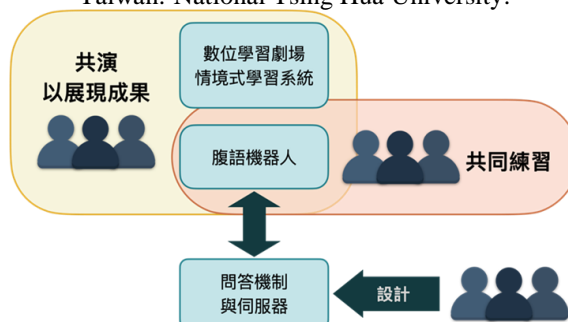 Taiwan: National Tsing Hua University.
共演
以展現成果
數位學習劇場
情境式學習系統
腹語機器人
共同練習
問答機制
與伺服器
設計